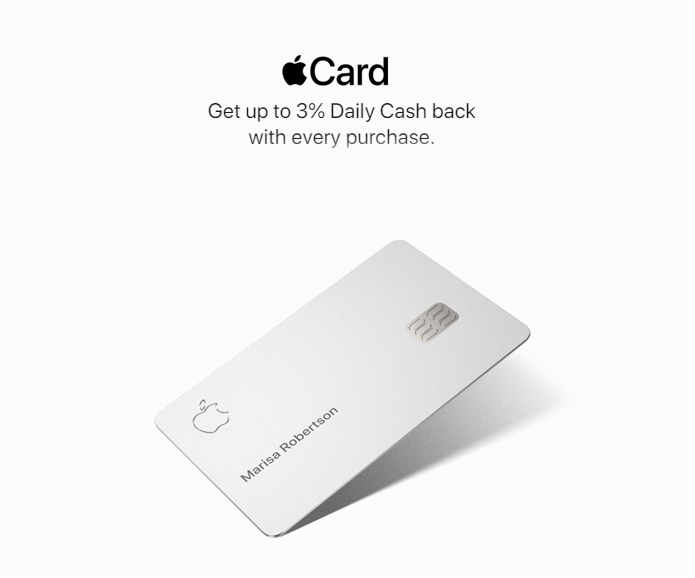 Card
Get up to 3% Daily Cash back
with every purchase.
Marisa Robertson